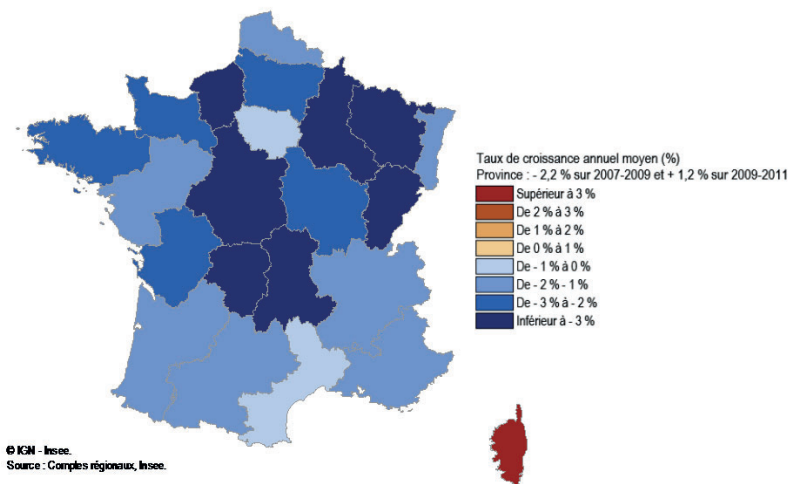 Taux de croissance annuel moyen (%)
Province : - 2,2 % sur 2007-2009 et + 1,2 % sur 2009-2011
Supérieur à 3 %
De 2 % à 3 %
De 1 % à 2 %
De 0 % à 1 %
De - 1 % à 0 %
De - 2 % - 1 %
De - 3 % à - 2 %
Inférieur à - 3 %
© IGN - Insee.
Source : Comptes régionaux, Insee.